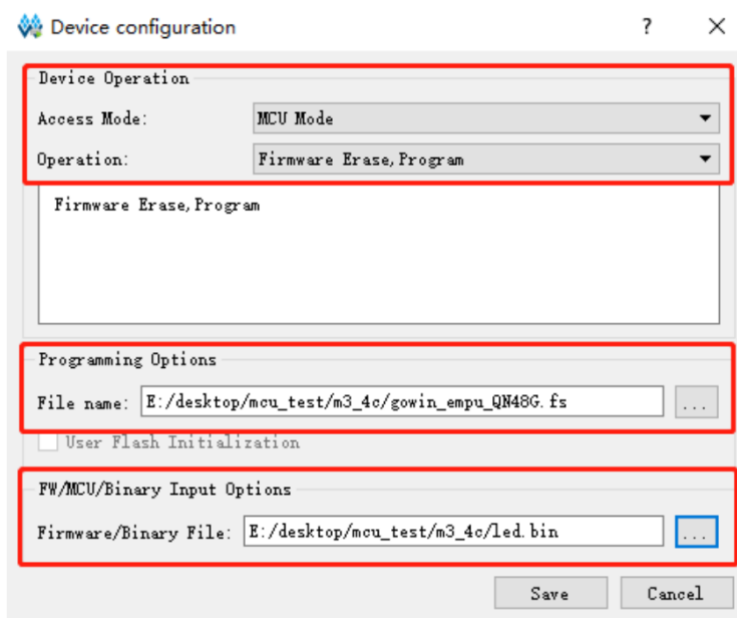 Device configuration ?
Device Operation
Access Mode: MCU Mode
Operation: Firmware Erase,Program
Firmware Erase,Program
Programming Options
File name: E:/desktop/mcu_test/m3_4c/gowin_empu_QN48G.fs ...
User Flash Initialization
FW/MCU/Binary Input Options
Firmware/Binary File: E:/desktop/mcu_test/m3_4c/led.bin ...
Save Cancel